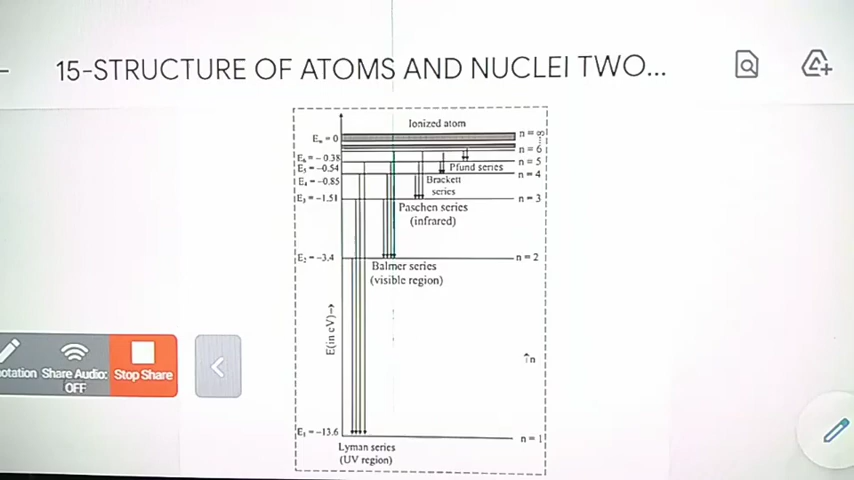 15-STRUCTURE OF ATOMS AND NUCLEI TWO...
Ionized atom
E∞ = 0
n = ∞
n = 6
E₆ = - 0.38
E₅ = -0.54
n = 5
Pfund series
E₄ = -0.85
n = 4
Brackett
series
E₃ = -1.51
n = 3
Paschen series
(infrared)
E₂ = -3.4
n = 2
Balmer series
(visible region)
E(in eV)→
↑n
E₁ = -13.6
n = 1
Lyman series
(UV region)
otation
Share Audio:
OFF
Stop Share